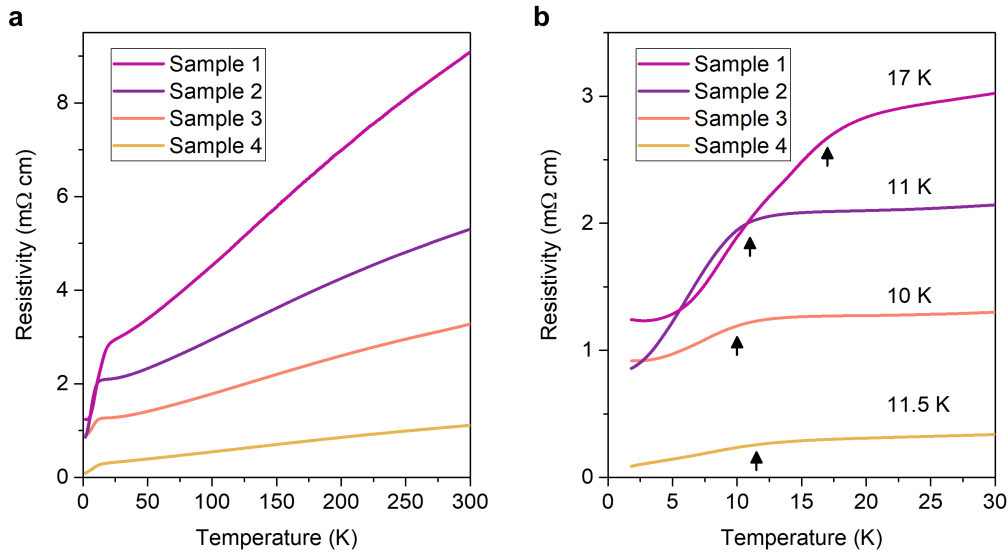 a
Sample 1
Sample 2
Sample 3
Sample 4
Resistivity (mΩ cm)
8
6
4
2
0
0 50 100 150 200 250 300
Temperature (K)
b
Sample 1
Sample 2
Sample 3
Sample 4
17 K
11 K
10 K
11.5 K
Resistivity (mΩ cm)
3
2
1
0
0 5 10 15 20 25 30
Temperature (K)